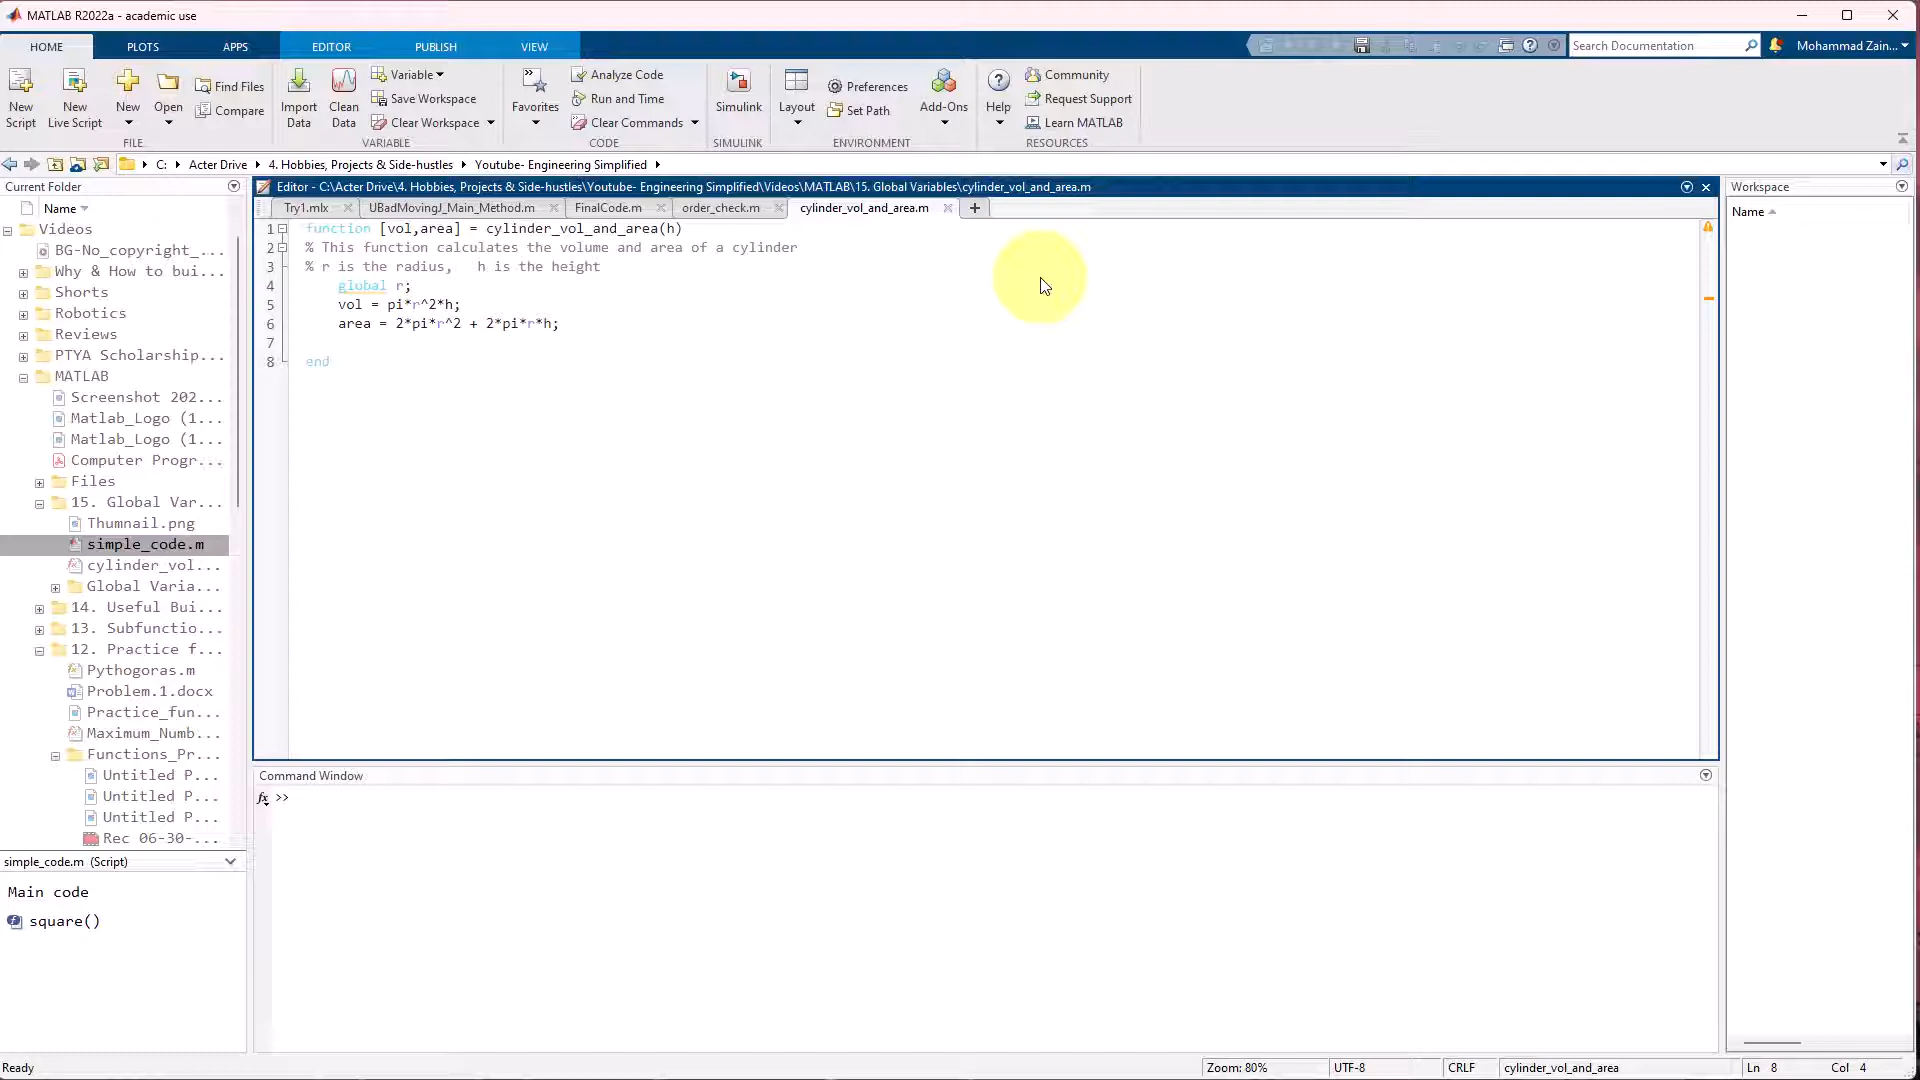 MATLAB R2022a - academic use
HOME PLOTS APPS EDITOR PUBLISH VIEW
Search Documentation
Mohammad Zain...
New Script
New Live Script
New
Open
Find Files
Compare
FILE
Import Data
Clean Data
Variable
Save Workspace
Clear Workspace
VARIABLE
Favorites
Analyze Code
Run and Time
Clear Commands
CODE
Simulink
SIMULINK
Layout
Preferences
Set Path
Add-Ons
ENVIRONMENT
Help
Community
Request Support
Learn MATLAB
RESOURCES
C: Acter Drive 4. Hobbies, Projects & Side-hustles Youtube- Engineering Simplified
Current Folder
Name
Videos
BG-No_copyright_...
Why & How to bui...
Shorts
Robotics
Reviews
PTYA Scholarship...
MATLAB
Screenshot 202...
Matlab_Logo (1...
Matlab_Logo (1...
Computer Progr...
Files
15. Global Var...
Thumnail.png
simple_code.m
cylinder_vol...
Global Varia...
14. Useful Bui...
13. Subfunctio...
12. Practice f...
Pythogoras.m
Problem.1.docx
Practice_fun...
Maximum_Numb...
Functions_Pr...
Untitled P...
Untitled P...
Untitled P...
Rec 06-30-...
simple_code.m (Script)
Main code
square()
Editor - C:\Acter Drive\4. Hobbies, Projects & Side-hustles\Youtube- Engineering Simplified\Videos\MATLAB\15. Global Variables\cylinder_vol_and_area.m
Try1.mlx UBadMovingJ_Main_Method.m FinalCode.m order_check.m cylinder_vol_and_area.m
1 function [vol,area] = cylinder_vol_and_area(h)
2 % This function calculates the volume and area of a cylinder
3 % r is the radius, h is the height
4 global r;
5 vol = pi*r^2*h;
6 area = 2*pi*r^2 + 2*pi*r*h;
7
8 end
Command Window
fx >>
Workspace
Name
Ready
Zoom: 80% UTF-8 CRLF cylinder_vol_and_area Ln 8 Col 4